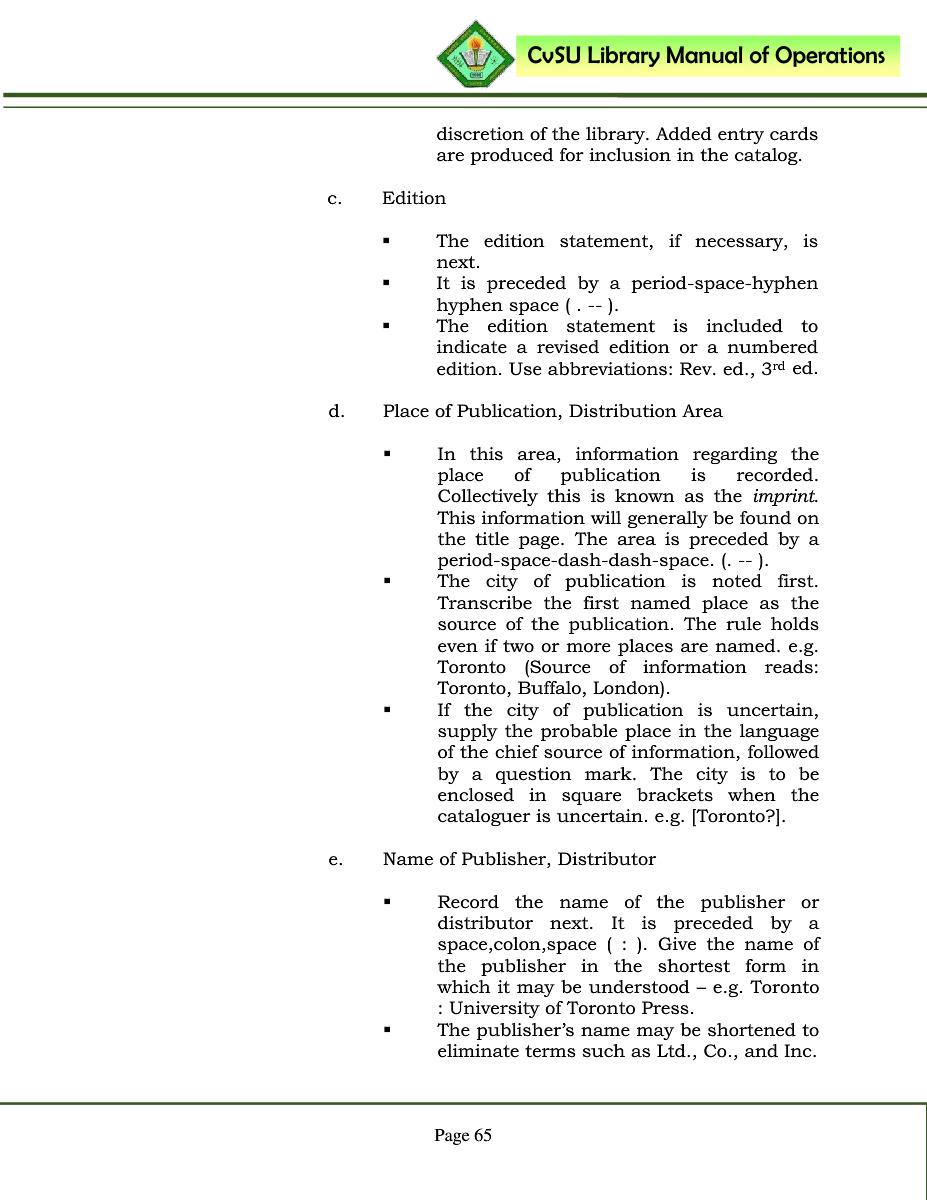 CvSU Library Manual of Operations
discretion of the library. Added entry cards
are produced for inclusion in the catalog.
c. Edition
▪ The edition statement, if necessary, is
next.
▪ It is preceded by a period-space-hyphen
hyphen space ( . -- ).
▪ The edition statement is included to
indicate a revised edition or a numbered
edition. Use abbreviations: Rev. ed., 3rd ed.
d. Place of Publication, Distribution Area
▪ In this area, information regarding the
place of publication is recorded.
Collectively this is known as the imprint.
This information will generally be found on
the title page. The area is preceded by a
period-space-dash-dash-space. (. -- ).
▪ The city of publication is noted first.
Transcribe the first named place as the
source of the publication. The rule holds
even if two or more places are named. e.g.
Toronto (Source of information reads:
Toronto, Buffalo, London).
▪ If the city of publication is uncertain,
supply the probable place in the language
of the chief source of information, followed
by a question mark. The city is to be
enclosed in square brackets when the
cataloguer is uncertain. e.g. [Toronto?].
e. Name of Publisher, Distributor
▪ Record the name of the publisher or
distributor next. It is preceded by a
space,colon,space ( : ). Give the name of
the publisher in the shortest form in
which it may be understood – e.g. Toronto
: University of Toronto Press.
▪ The publisher’s name may be shortened to
eliminate terms such as Ltd., Co., and Inc.
Page 65